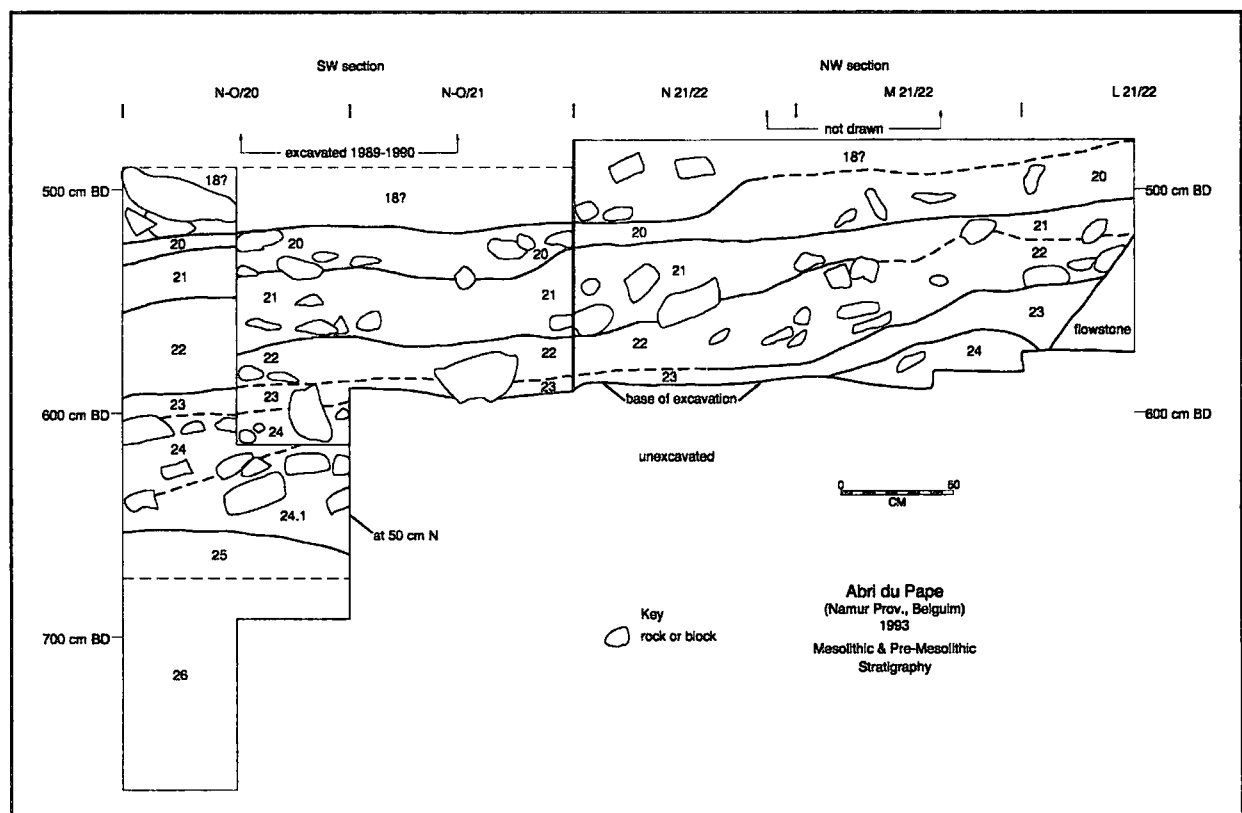 SW section
NW section
N-O/20
N-O/21
N 21/22
M 21/22
L 21/22
excavated 1989-1990
not drawn
500 cm BD
18?
18?
18?
20
500 cm BD
20
20
20
20
21
21
21
21
21
22
22
22
22
22
23
23
23
23
23
flowstone
24
24
24
base of excavation
600 cm BD
600 cm BD
unexcavated
0
50
CM
24.1
at 50 cm N
25
Abri du Pape
(Namur Prov., Belguim)
1993
Mesolithic & Pre-Mesolithic
Stratigraphy
Key
rock or block
700 cm BD
26